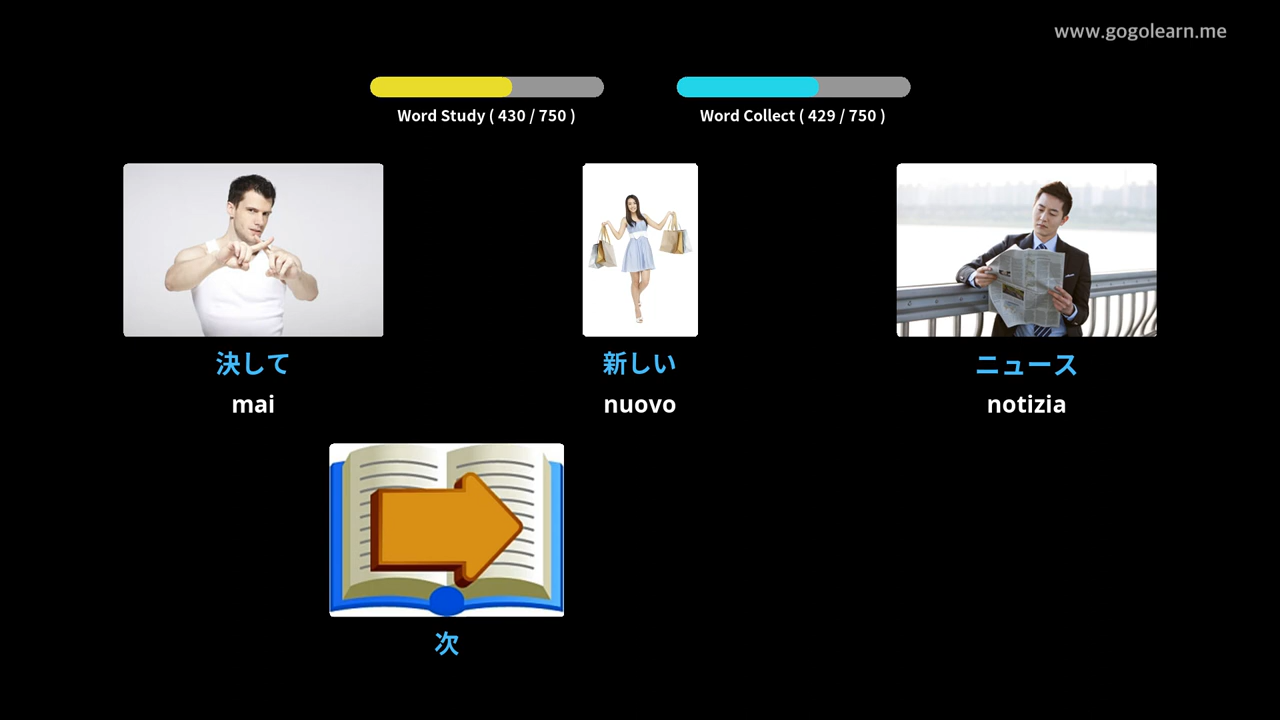 www.gogolearn.me
Word Study ( 430 / 750 )
Word Collect ( 429 / 750 )
決して
mai
新しい
nuovo
ニュース
notizia
次